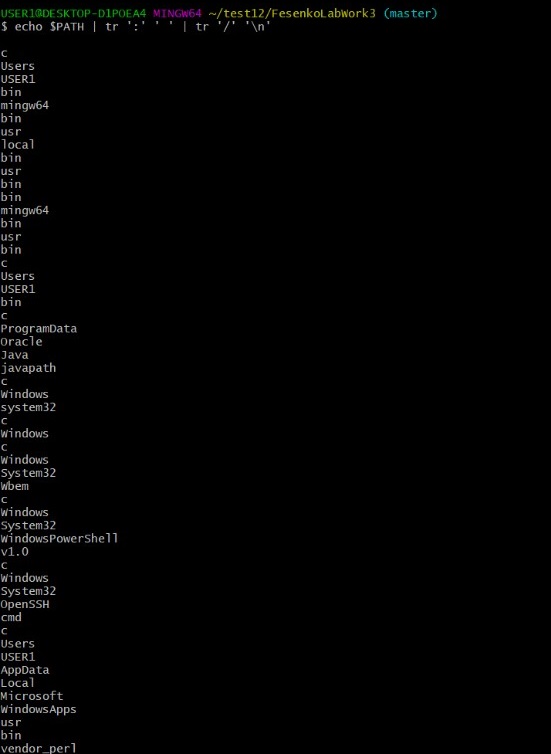 USER1@DESKTOP-D1POEA4 MINGW64 ~/test12/FesenkoLabWork3 (master)
$ echo $PATH | tr ':' ' ' | tr '/' '\n'
c
Users
USER1
bin
mingw64
bin
usr
local
bin
usr
bin
bin
mingw64
bin
usr
bin
c
Users
USER1
bin
c
ProgramData
Oracle
Java
javapath
c
Windows
system32
c
Windows
c
Windows
System32
Wbem
c
Windows
System32
WindowsPowerShell
v1.0
c
Windows
System32
OpenSSH
cmd
c
Users
USER1
AppData
Local
Microsoft
WindowsApps
usr
bin
vendor_perl